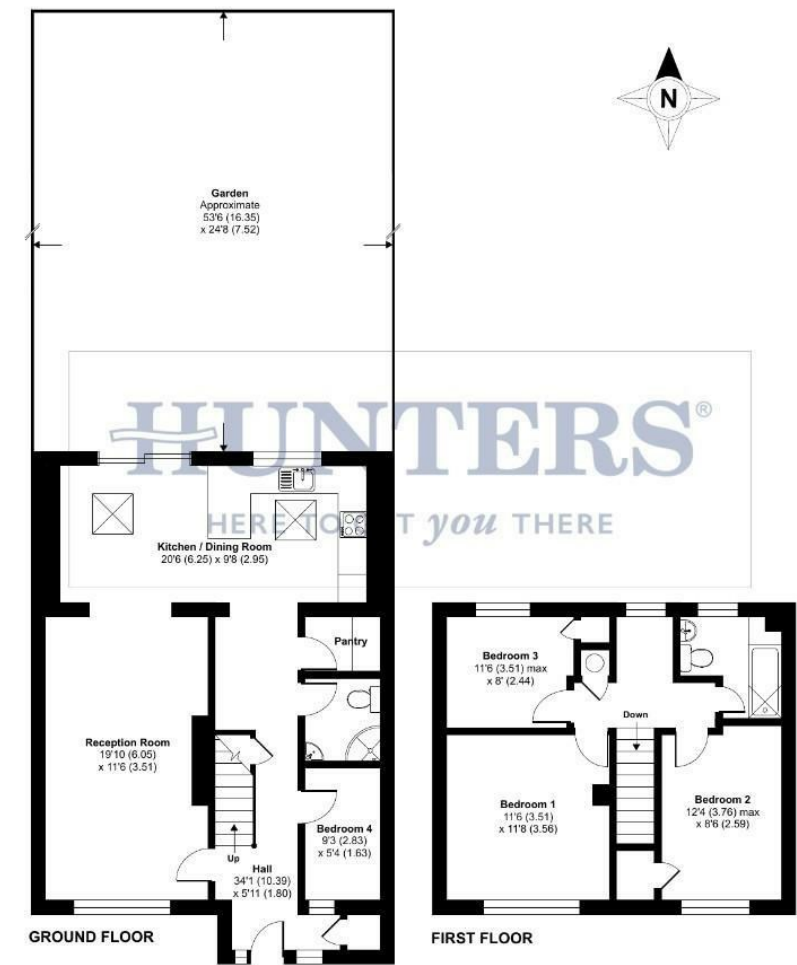 N
Garden
Approximate
53'6 (16.35)
x 24'8 (7.52)
HUNTERS®
HERE TO GET you THERE
Kitchen / Dining Room
20'6 (6.25) x 9'8 (2.95)
Pantry
Reception Room
19'10 (6.05)
x 11'6 (3.51)
Up
Hall
34'1 (10.39)
x 5'11 (1.80)
Bedroom 4
9'3 (2.83)
x 5'4 (1.63)
GROUND FLOOR
Bedroom 3
11'6 (3.51) max
x 8' (2.44)
Down
Bedroom 1
11'6 (3.51)
x 11'8 (3.56)
Bedroom 2
12'4 (3.76) max
x 8'6 (2.59)
FIRST FLOOR